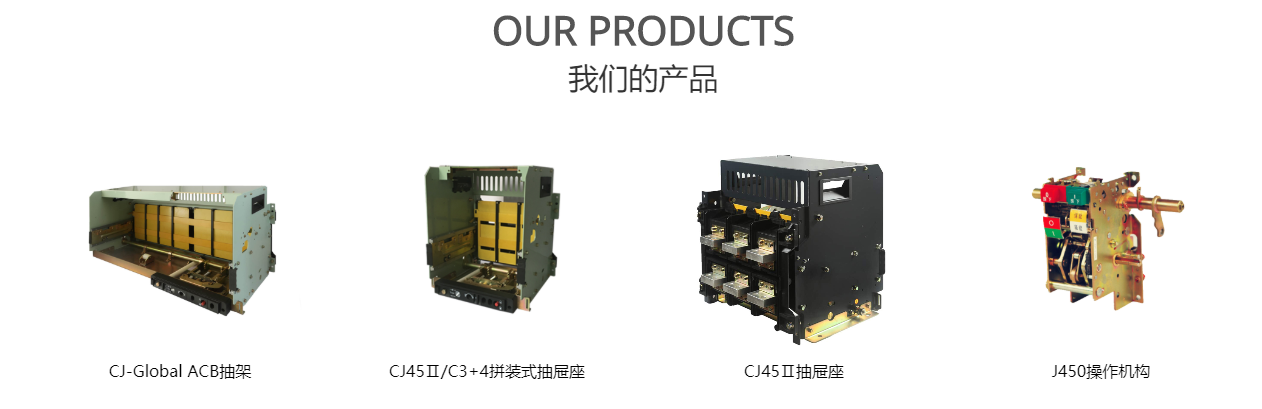 OUR PRODUCTS
我们的产品
CJ-Global ACB抽架
CJ45Ⅱ/C3+4拼装式抽屉座
CJ45Ⅱ抽屉座
J450操作机构